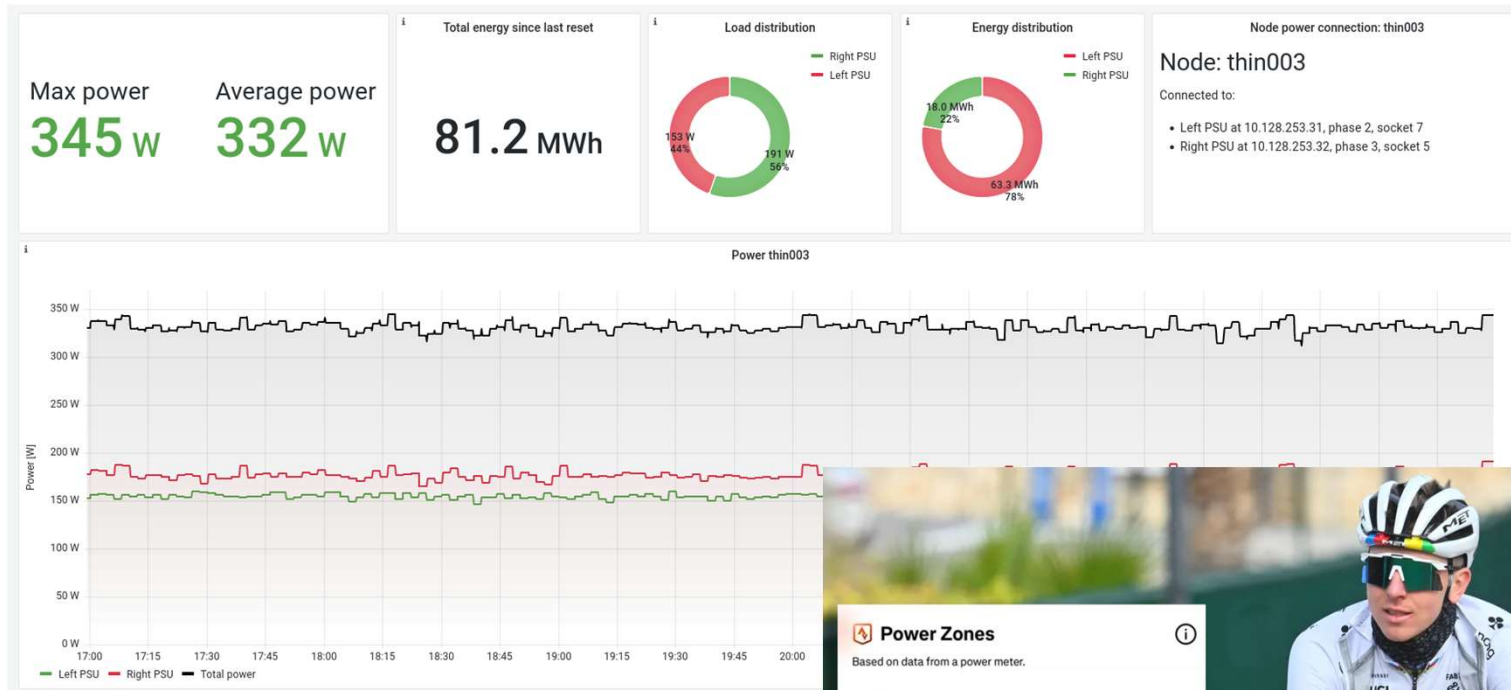 Max power
345 W
Average power
332 W
Total energy since last reset
81.2 MWh
Load distribution
Right PSU
Left PSU
153 W
44%
191 W
56%
Energy distribution
Left PSU
Right PSU
18.0 MWh
22%
63.3 MWh
78%
Node power connection: thin003
Node: thin003
Connected to:
• Left PSU at 10.128.253.31, phase 2, socket 7
• Right PSU at 10.128.253.32, phase 3, socket 5
Power thin003
Power [W]
350 W
300 W
250 W
200 W
150 W
100 W
50 W
0 W
17:00 17:15 17:30 17:45 18:00 18:15 18:30 18:45 19:00 19:15 19:30 19:45 20:00
Left PSU Right PSU Total power
Power Zones
Based on data from a power meter.
MET